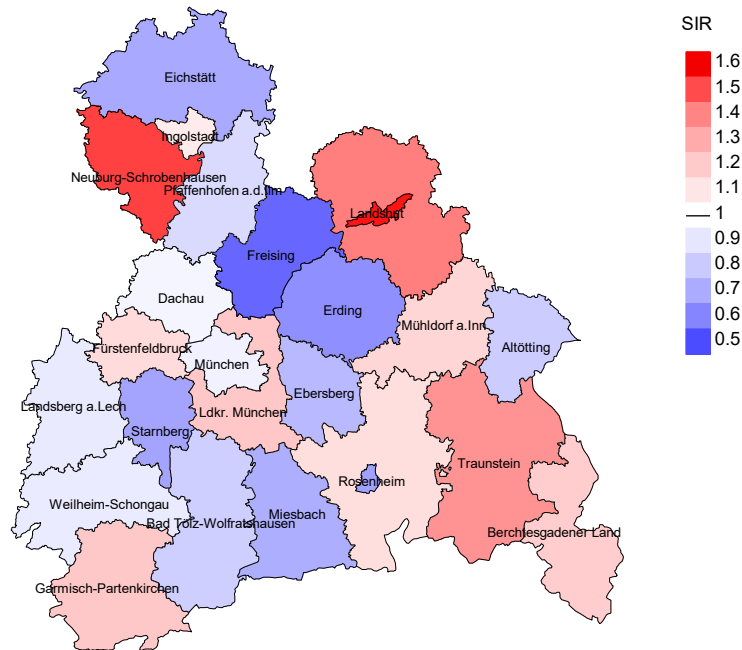 SIR
1.6
1.5
1.4
1.3
1.2
1.1
1
0.9
0.8
0.7
0.6
0.5
Eichstätt
Ingolstadt
Neuburg-Schrobenhausen
Pfaffenhofen a.d.Ilm
Landshut
Freising
Dachau
Erding
Mühldorf a.Inn
Altötting
Fürstenfeldbruck
München
Ebersberg
Landsberg a.Lech
Ldkr. München
Starnberg
Traunstein
Rosenheim
Weilheim-Schongau
Miesbach
Bad Tölz-Wolfratshausen
Berchtesgadener Land
Garmisch-Partenkirchen